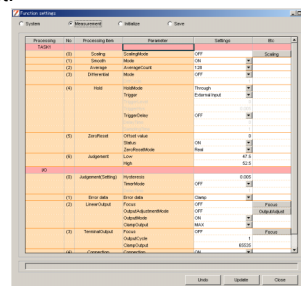 Function settings
System Measurement Initialize Save
Processing No Processing Item Parameter Settings Etc
TASK1
(0) Scaling ScalingMode OFF Scaling
(1) Smooth Mode ON
(2) Average AverageCount 128
(3) Differential Mode OFF
(4) Hold HoldMode Through
Trigger External Input
TriggerDelay OFF
(5) ZeroReset Offset value 0
Status ON
ZeroResetMode Real
(6) Judgement Low 47.5
High 52.5
I/O
(0) Judgement(Setting) Hysteresis 0.005
TimerMode OFF
(1) Error data Error data Clamp
(2) LinearOutput Focus OFF Focus
OutputAdjustmentMode OFF OutputAdjust
OutputMode ON
ClampOutput MAX
(3) TerminalOutput Focus OFF Focus
OutputCycle 1
ClampOutput 65535
(4) Connection Connection ON
Undo Update Close